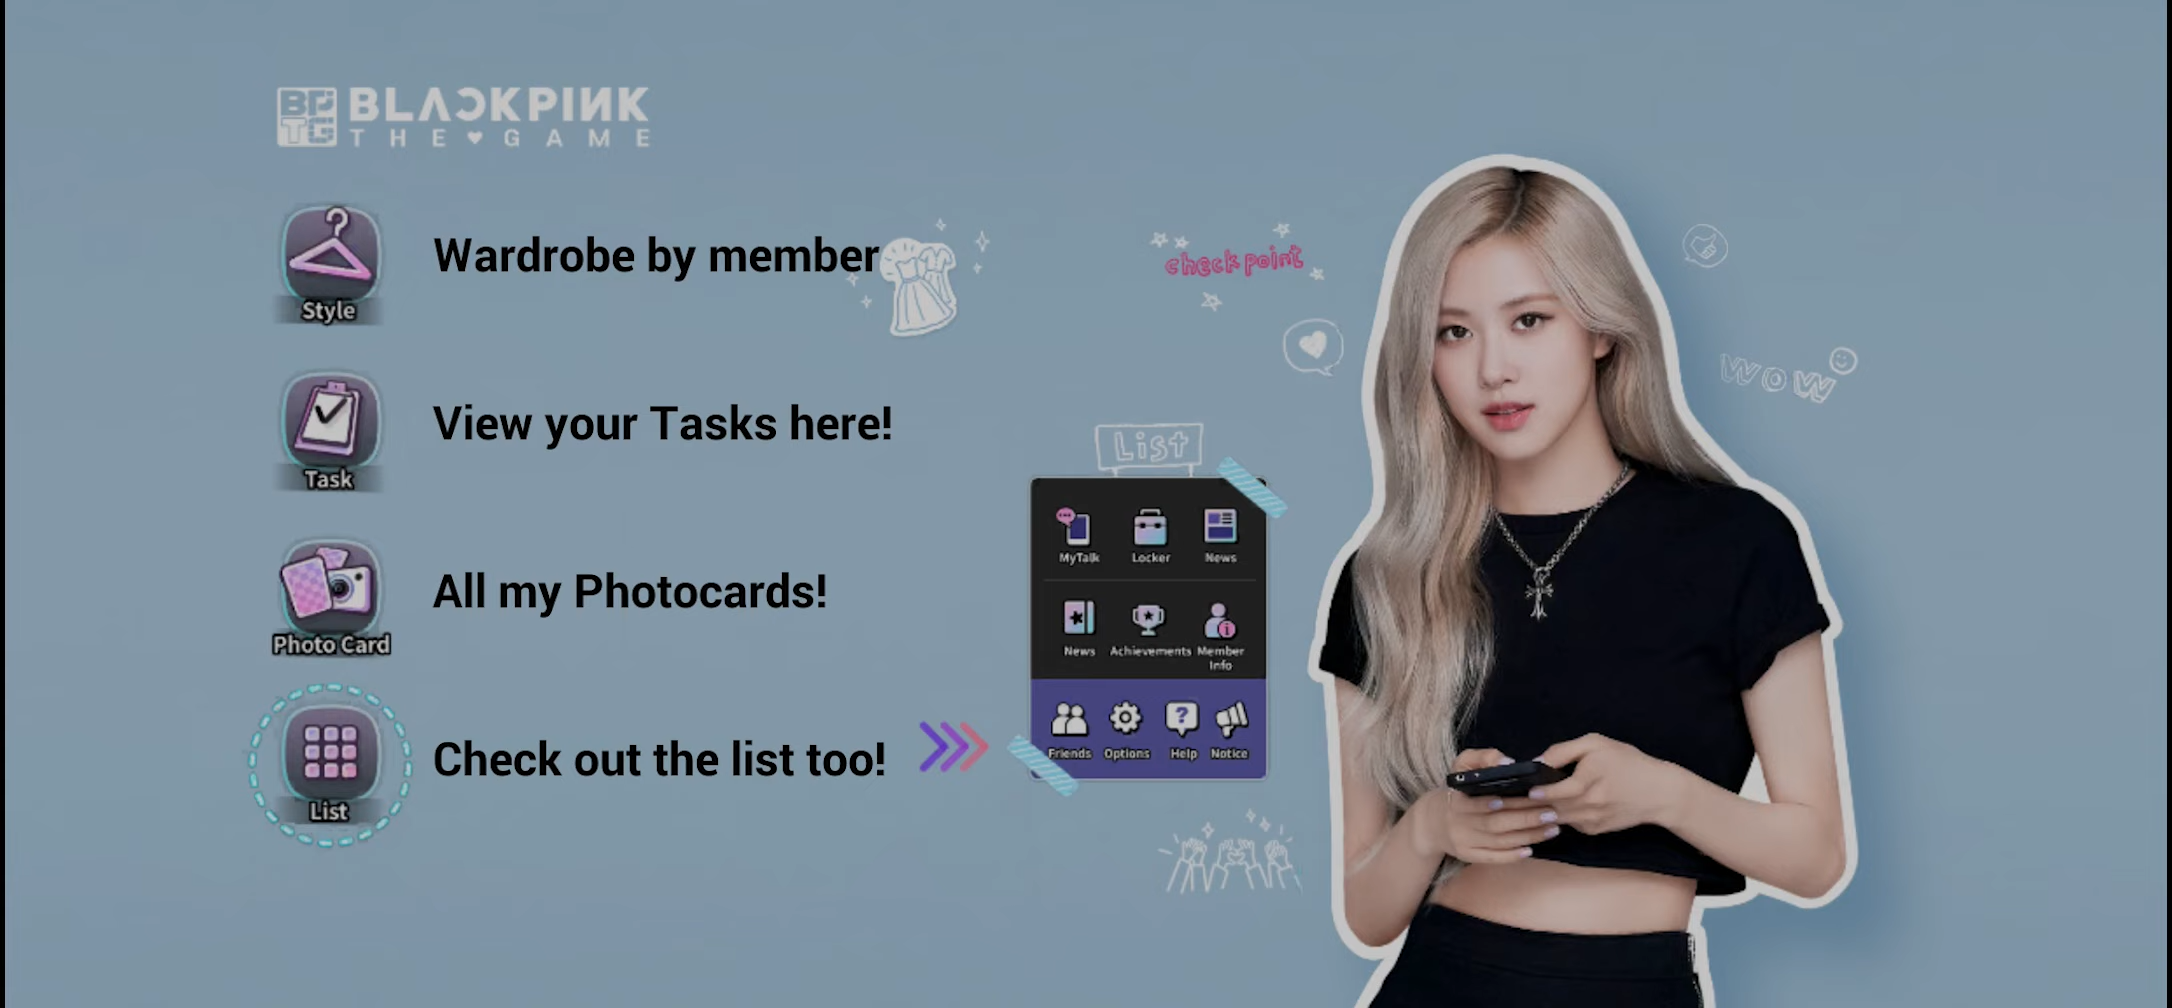 BPTG BLACKPINK
THE GAME
Style
Wardrobe by member
check point
WOW
Task
View your Tasks here!
List
MyTalk Locker News
News Achievements Member Info
Friends Options Help Notice
Photo Card
All my Photocards!
List
Check out the list too!